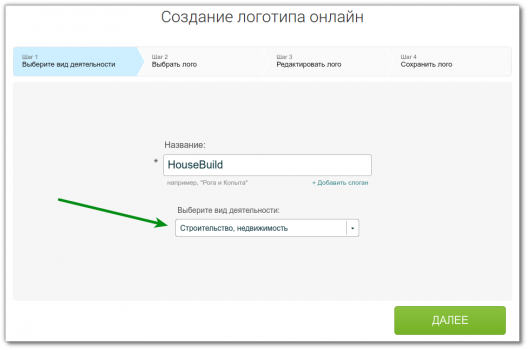 Создание логотипа онлайн
Шаг 1
Выберите вид деятельности
Шаг 2
Выбрать лого
Шаг 3
Редактировать лого
Шаг 4
Сохранить лого
Название:
* HouseBuild
например, "Рога и Копыта"
+ Добавить слоган
Выберите вид деятельности:
Строительство, недвижимость
ДАЛЕЕ